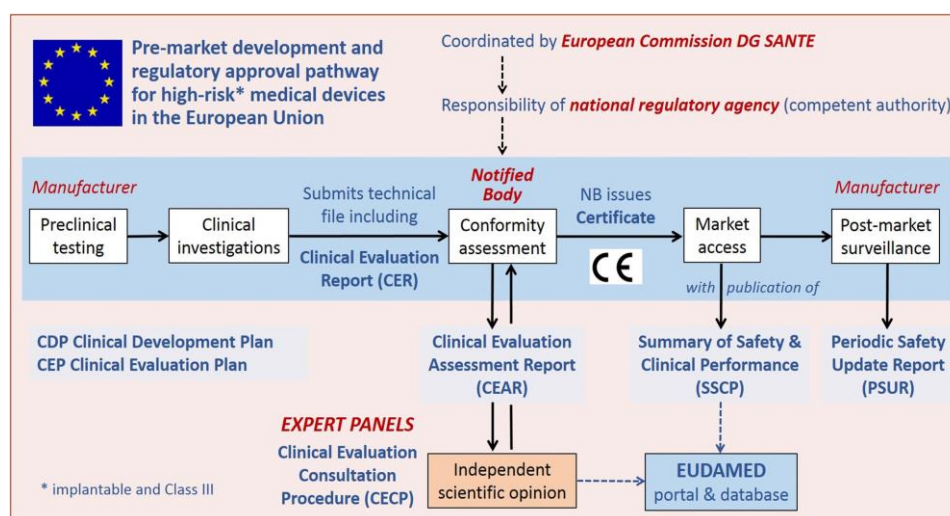 Pre-market development and
regulatory approval pathway
for high-risk* medical devices
in the European Union
Coordinated by European Commission DG SANTE
Responsibility of national regulatory agency (competent authority)
Manufacturer
Preclinical
testing
Clinical
investigations
Submits technical
file including
Clinical Evaluation
Report (CER)
Notified
Body
Conformity
assessment
NB issues
Certificate
CE
Market
access
with publication of
Manufacturer
Post-market
surveillance
CDP Clinical Development Plan
CEP Clinical Evaluation Plan
Clinical Evaluation
Assessment Report
(CEAR)
Summary of Safety &
Clinical Performance
(SSCP)
Periodic Safety
Update Report
(PSUR)
EXPERT PANELS
Clinical Evaluation
Consultation
Procedure (CECP)
Independent
scientific opinion
EUDAMED
portal & database
* implantable and Class III